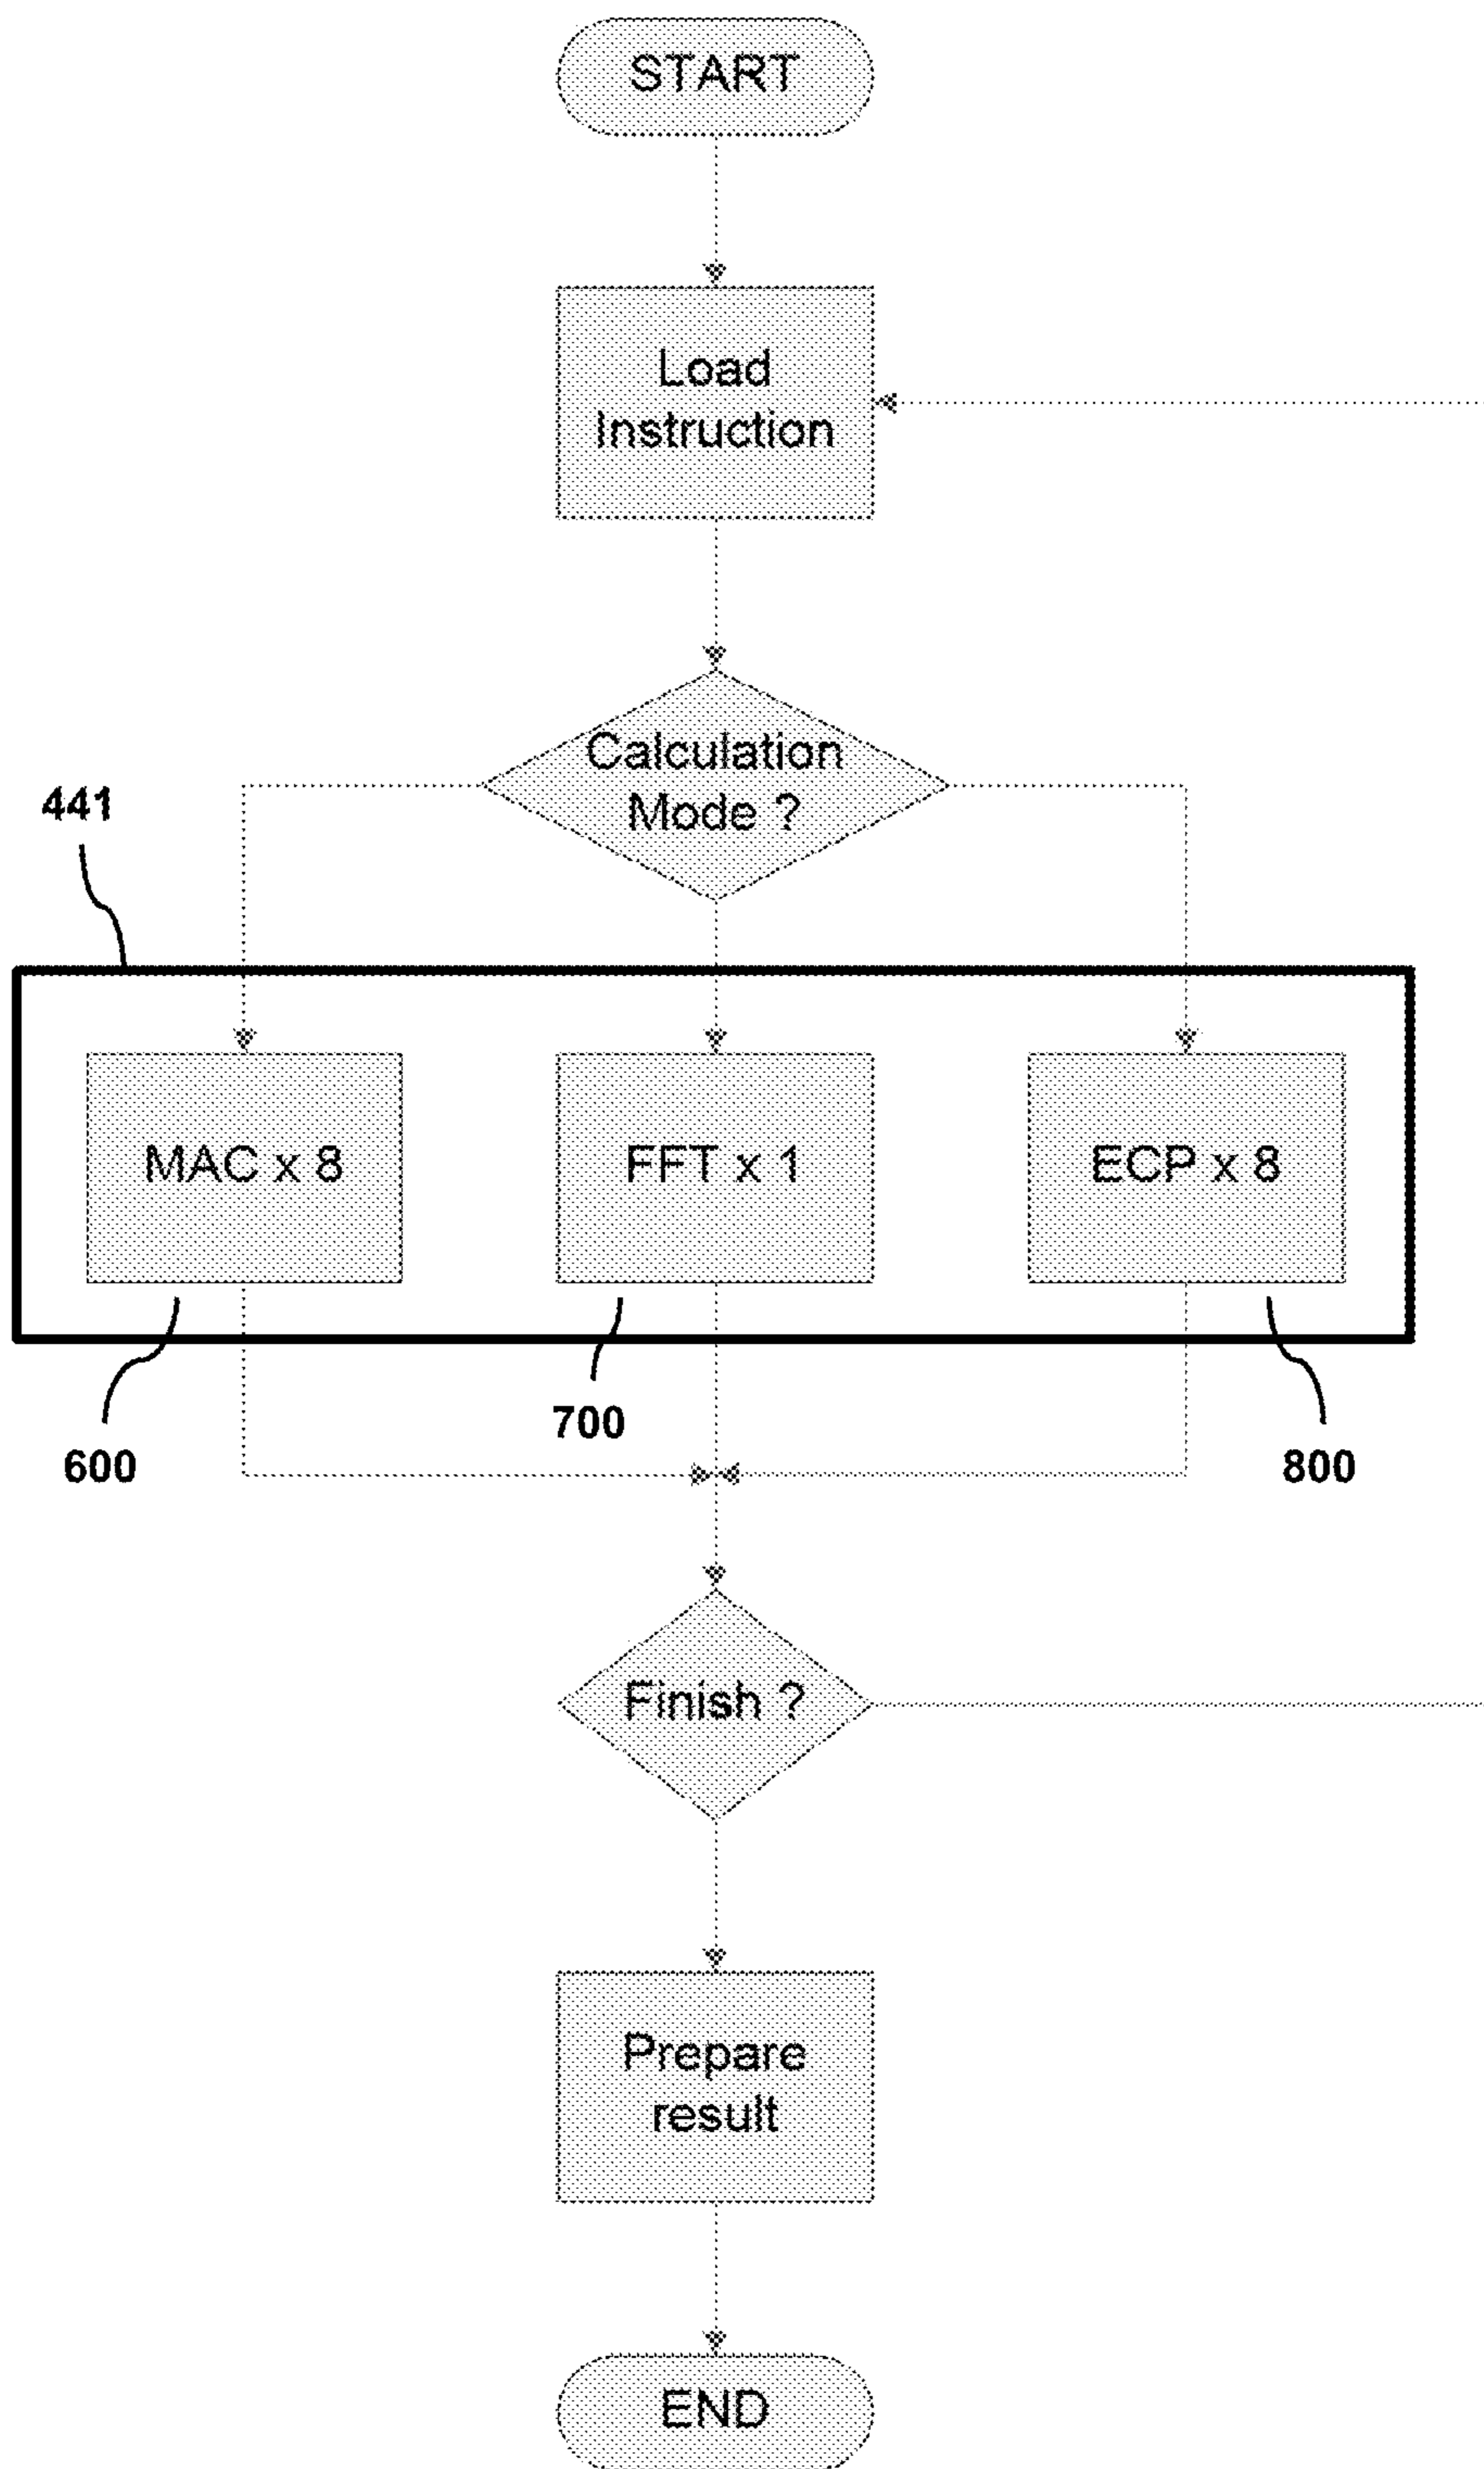 START
Load
Instruction
Calculation
Mode ?
441
MAC x 8
FFT x 1
ECP x 8
600
700
800
Finish ?
Prepare
result
END